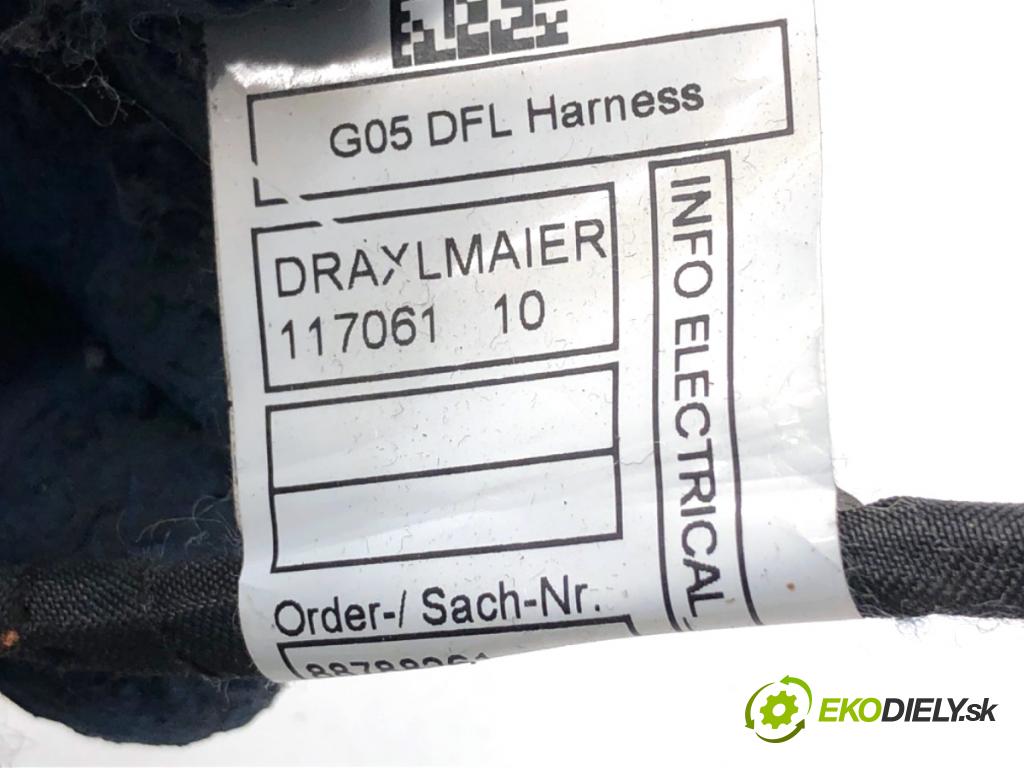 G05 DFL Harness
DRAXLMAIER
117061 10
INFO ELECTRICAL
Order-/ Sach-Nr.
EKODIELY.sk